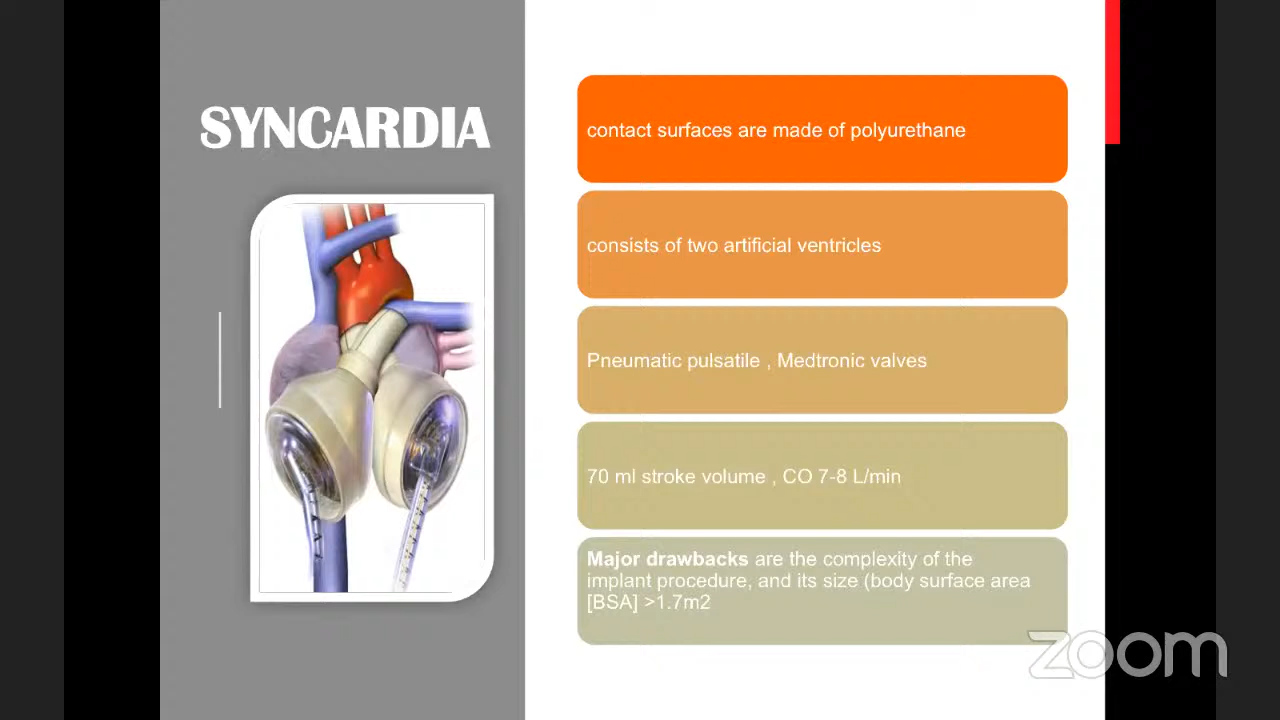 SYNCARDIA
contact surfaces are made of polyurethane
consists of two artificial ventricles
Pneumatic pulsatile , Medtronic valves
70 ml stroke volume , CO 7-8 L/min
Major drawbacks are the complexity of the
implant procedure, and its size (body surface area
[BSA] >1.7m2
zoom